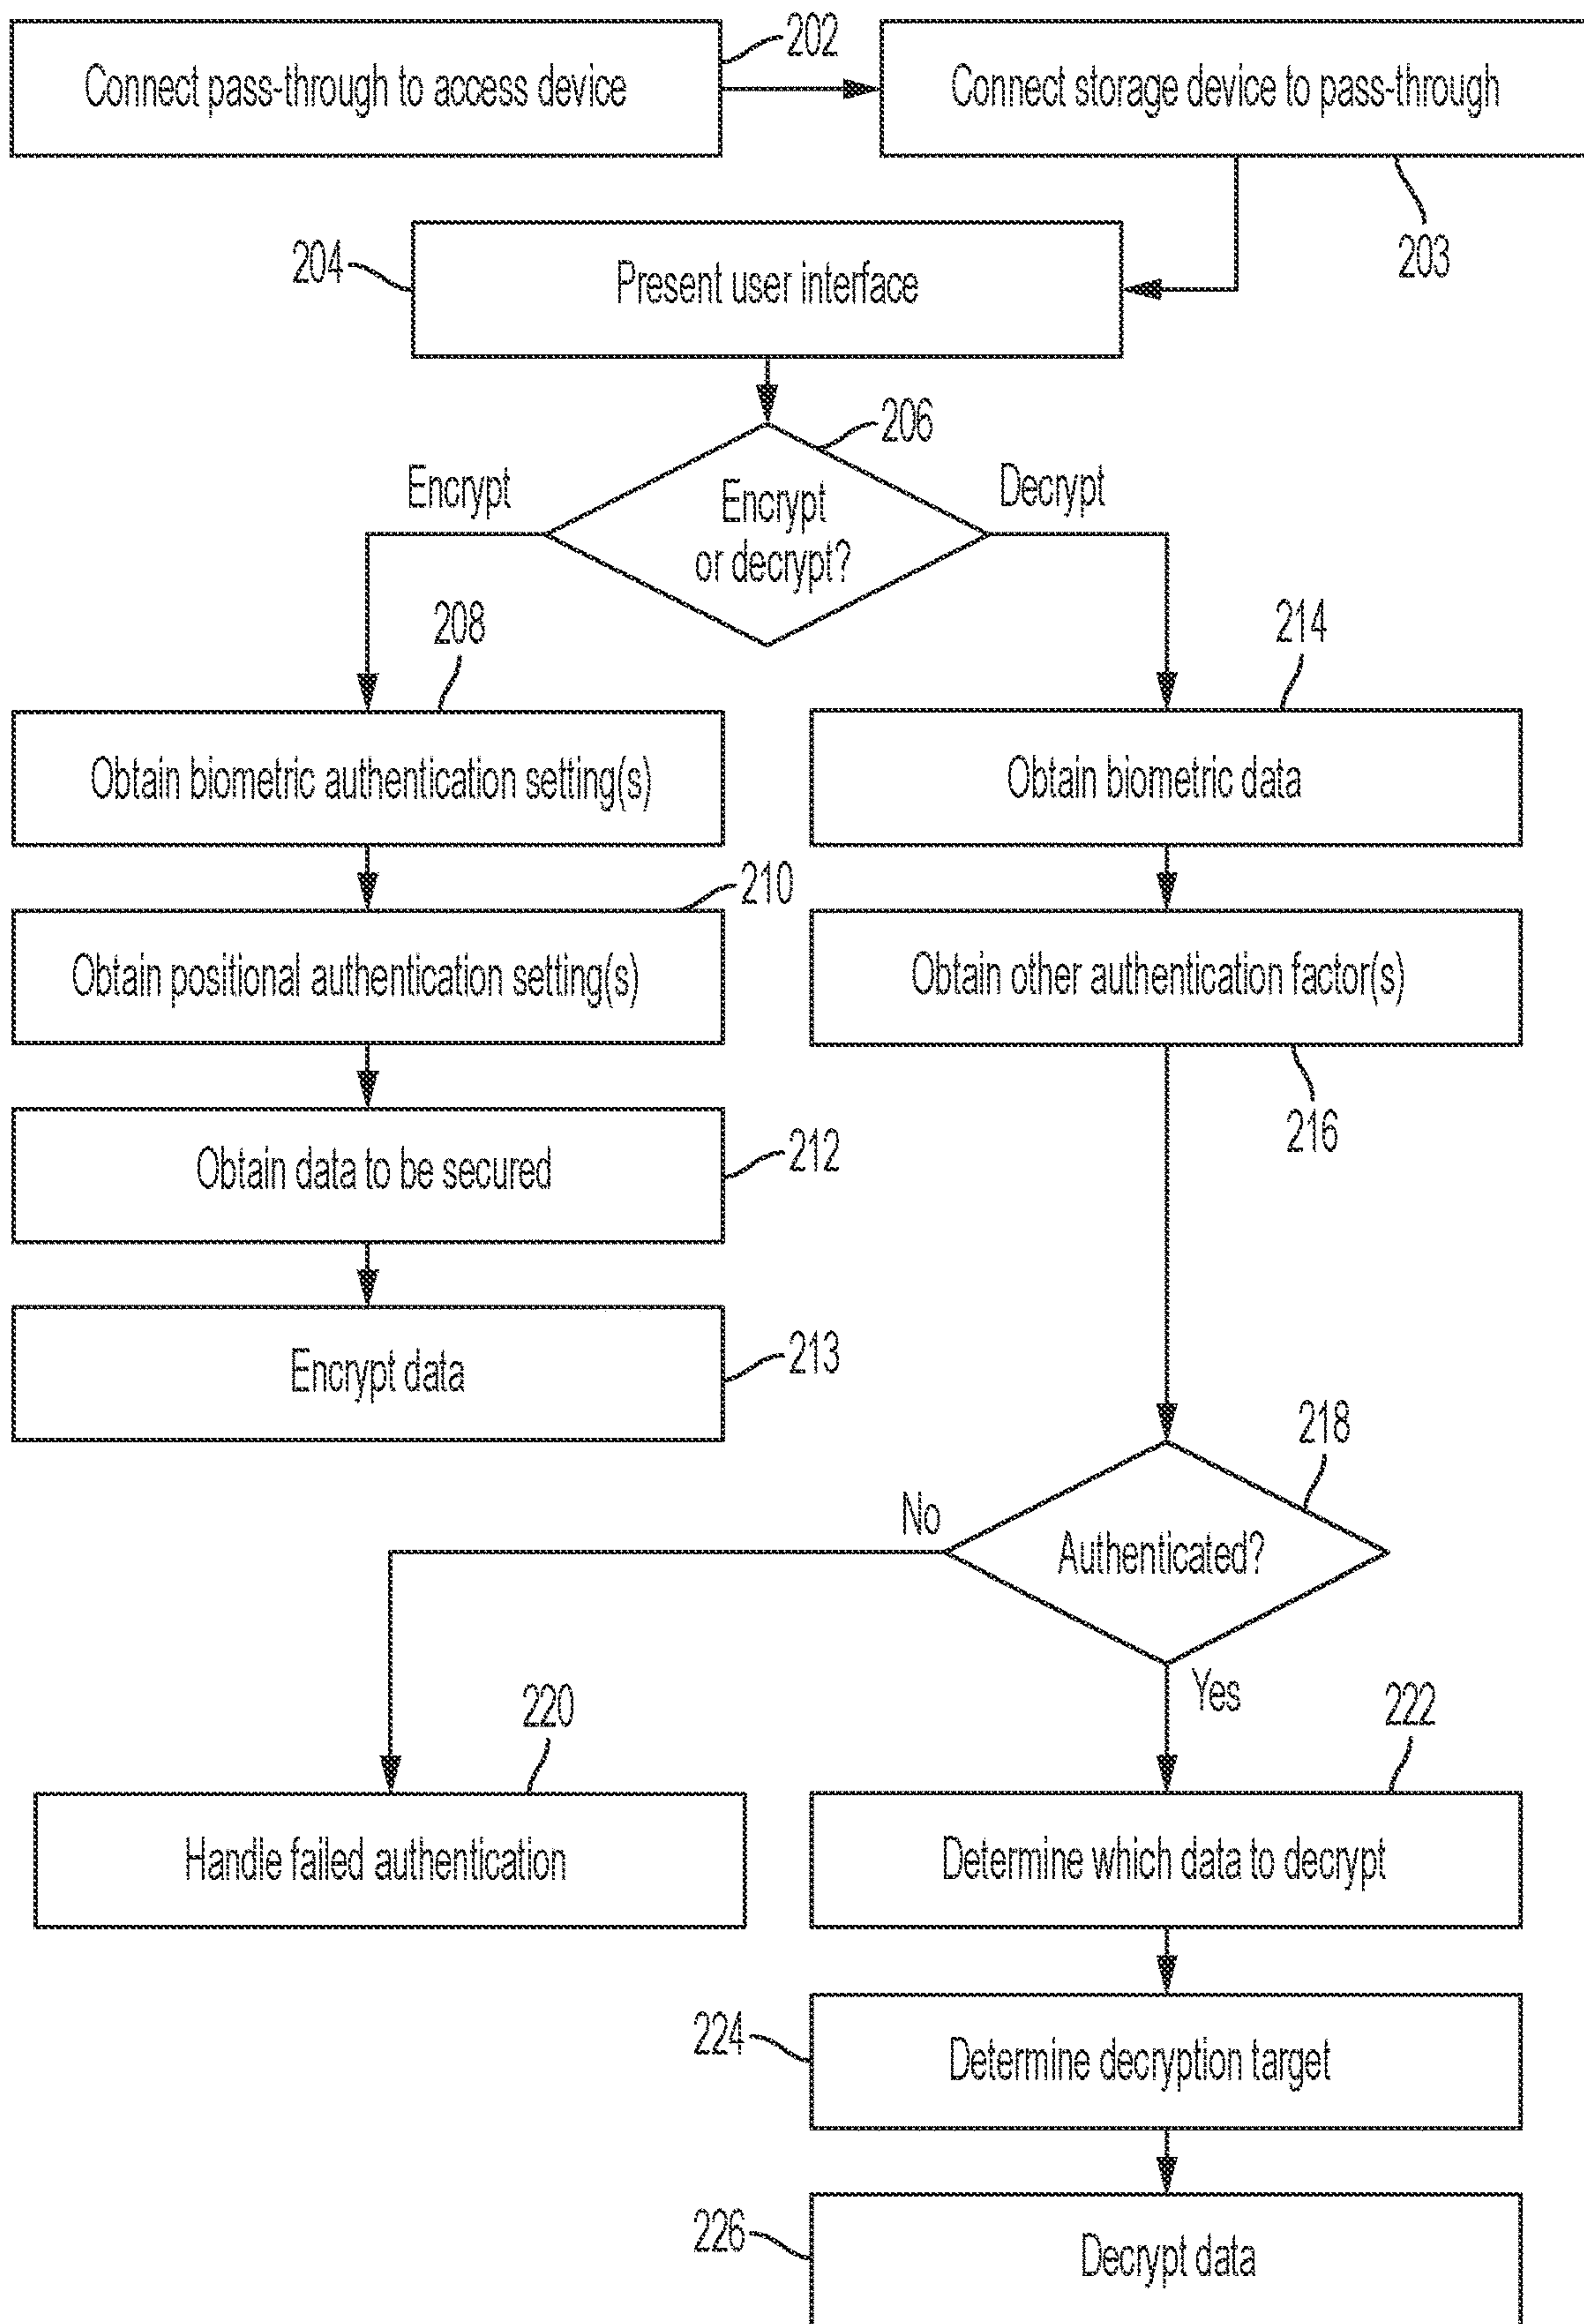 202
Connect pass-through to access device
Connect storage device to pass-through
203
204
Present user interface
206
Encrypt
Decrypt
Encrypt
or decrypt?
208
214
Obtain biometric authentication setting(s)
Obtain biometric data
210
Obtain positional authentication setting(s)
Obtain other authentication factor(s)
216
212
Obtain data to be secured
213
Encrypt data
218
No
Authenticated?
Yes
220
222
Handle failed authentication
Determine which data to decrypt
224
Determine decryption target
226
Decrypt data